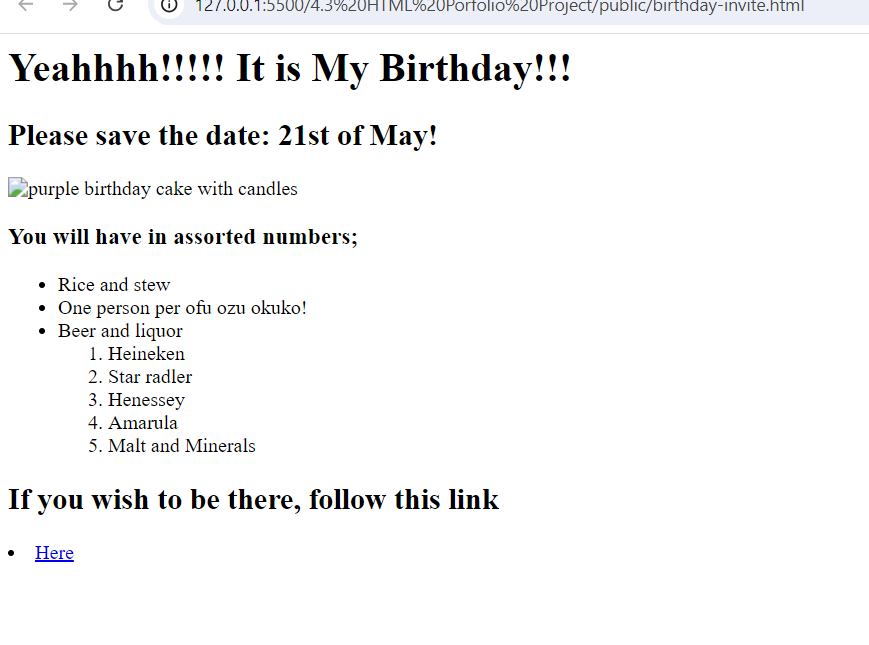 127.0.0.1:5500/4.3%20HTML%20Porfolio%20Project/public/birthday-invite.html
Yeahhhh!!!!! It is My Birthday!!!
Please save the date: 21st of May!
purple birthday cake with candles
You will have in assorted numbers;
• Rice and stew
• One person per ofu ozu okuko!
• Beer and liquor
1. Heineken
2. Star radler
3. Henessey
4. Amarula
5. Malt and Minerals
If you wish to be there, follow this link
• Here